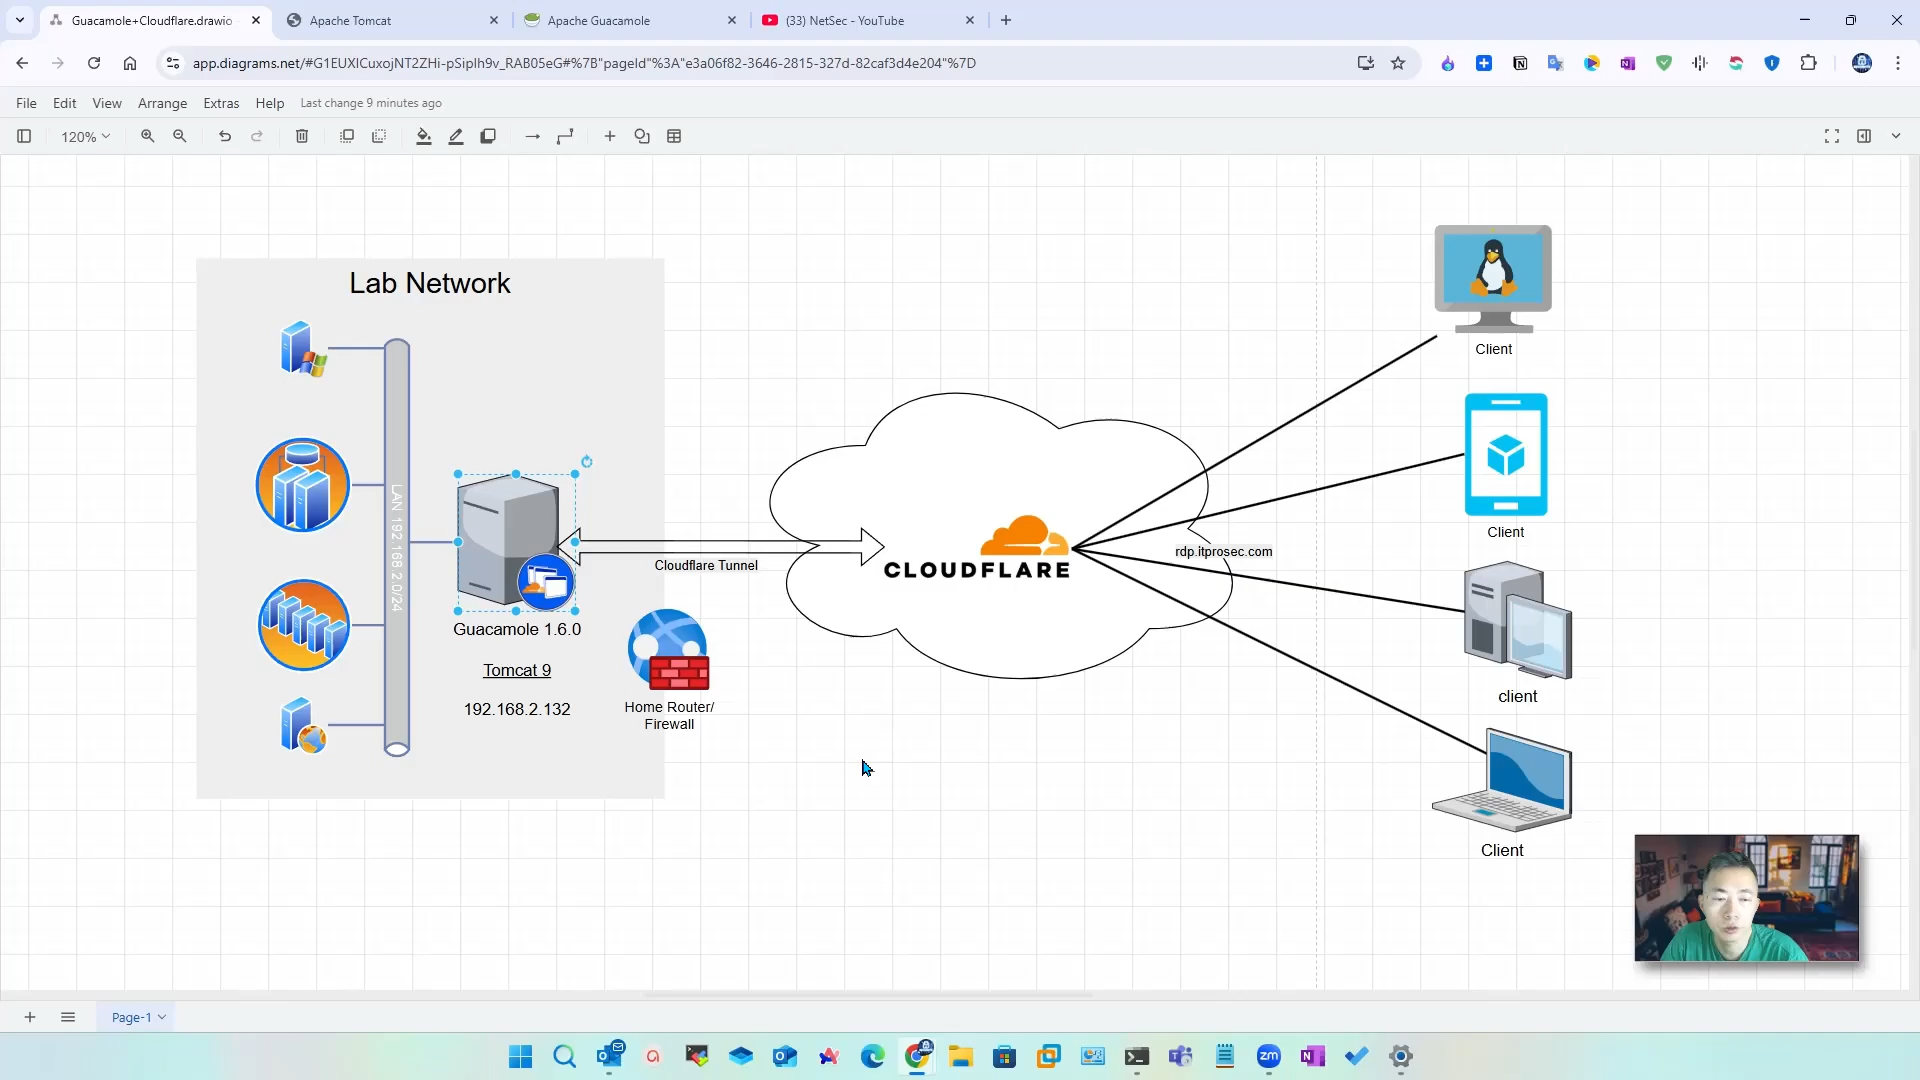 Guacamole+Cloudflare.drawio
Apache Tomcat
Apache Guacamole
(33) NetSec - YouTube
app.diagrams.net/#G1EUXICuxojNT2ZHi-pSiplh9v_RAB05eG#%7B"pageId"%3A"e3a06f82-3646-2815-327d-82caf3d4e204"%7D
File Edit View Arrange Extras Help Last change 9 minutes ago
120%
Lab Network
LAN 192.168.2.0/24
Guacamole 1.6.0
Tomcat 9
192.168.2.132
Cloudflare Tunnel
Home Router/
Firewall
CLOUDFLARE
rdp.itprosec.com
Client
Client
client
Client
Page-1
zm
N